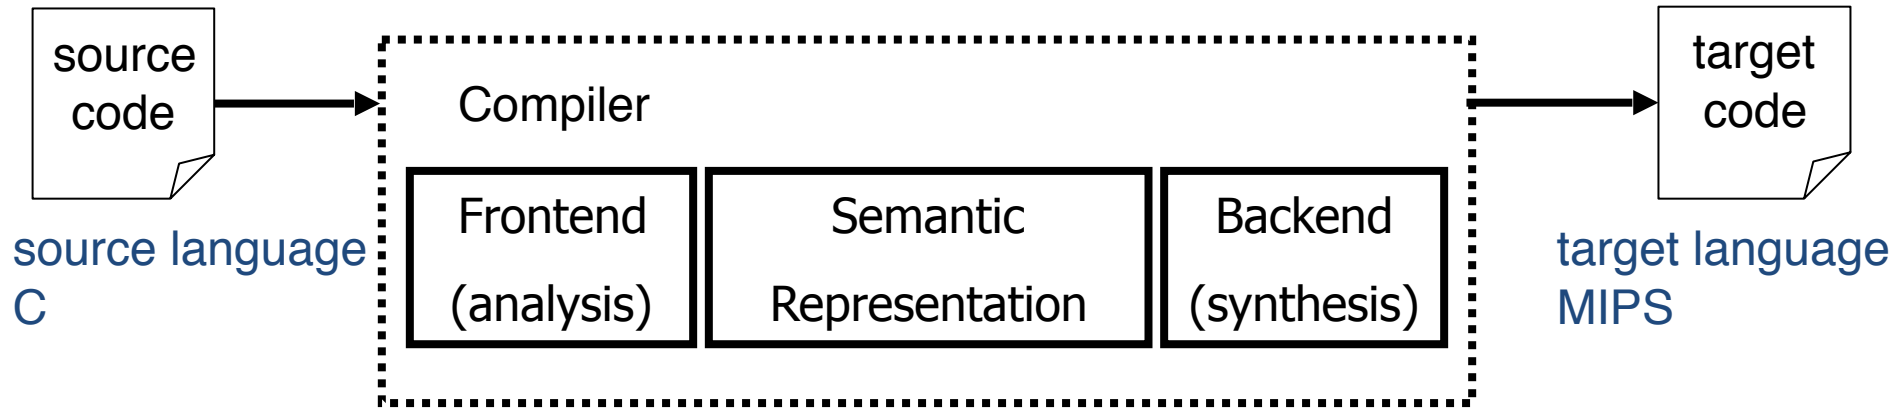 source
code
source language
C
Compiler
Frontend
(analysis)
Semantic
Representation
Backend
(synthesis)
target
code
target language
MIPS